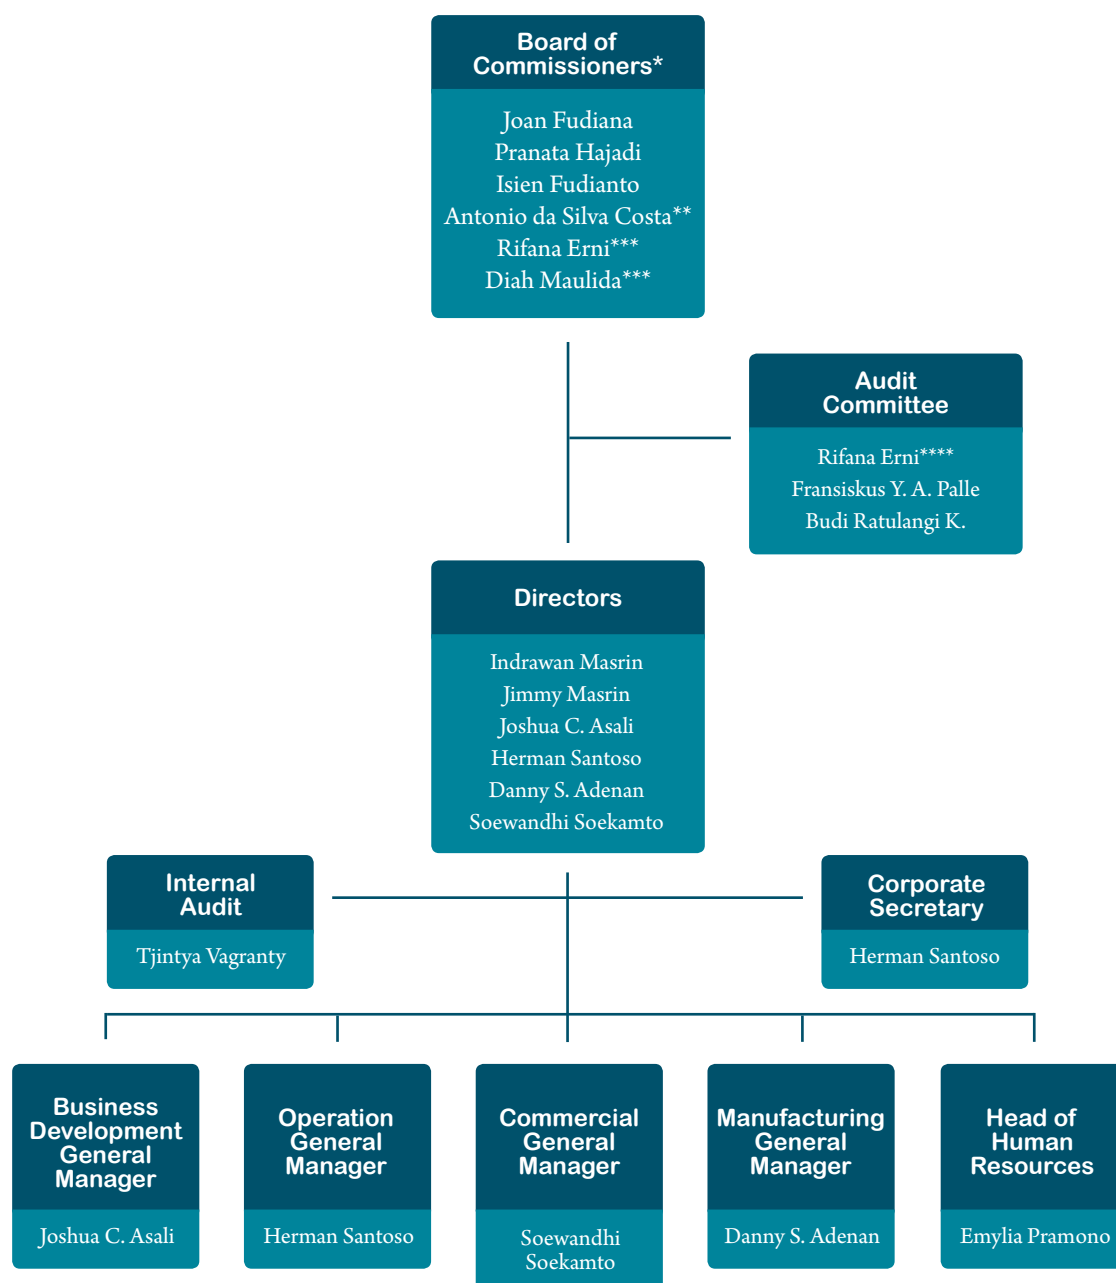 Board of
Commissioners*
Joan Fudiana
Pranata Hajadi
Isien Fudianto
Antonio da Silva Costa**
Rifana Erni***
Diah Maulida***
Audit
Committee
Rifana Erni****
Fransiskus Y. A. Palle
Budi Ratulangi K.
Directors
Indrawan Masrin
Jimmy Masrin
Joshua C. Asali
Herman Santoso
Danny S. Adenan
Soewandhi Soekamto
Internal
Audit
Tjintya Vagranty
Corporate
Secretary
Herman Santoso
Business
Development
General
Manager
Joshua C. Asali
Operation
General
Manager
Herman Santoso
Commercial
General
Manager
Soewandhi
Soekamto
Manufacturing
General
Manager
Danny S. Adenan
Head of
Human
Resources
Emylia Pramono